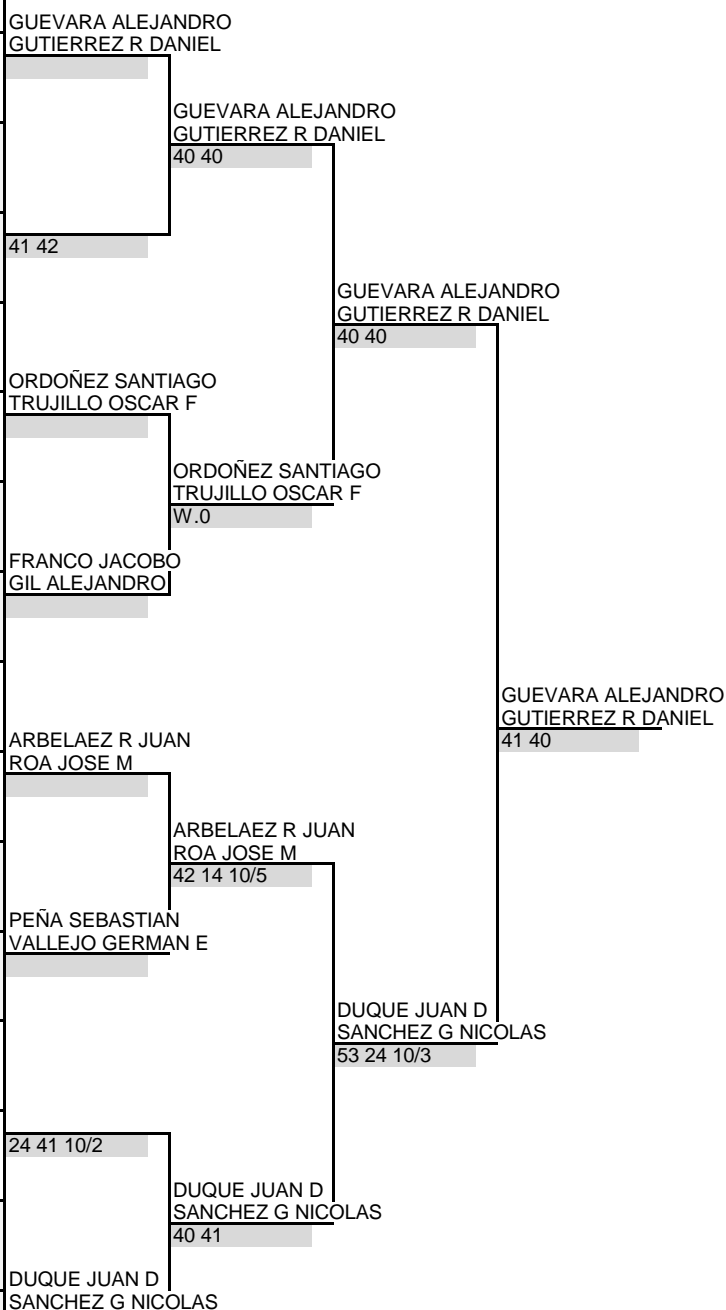 GUEVARA ALEJANDRO
GUTIERREZ R DANIEL
GUEVARA ALEJANDRO
GUTIERREZ R DANIEL
40 40
41 42
GUEVARA ALEJANDRO
GUTIERREZ R DANIEL
40 40
ORDOÑEZ SANTIAGO
TRUJILLO OSCAR F
ORDOÑEZ SANTIAGO
TRUJILLO OSCAR F
W.0
FRANCO JACOBO
GIL ALEJANDRO
GUEVARA ALEJANDRO
GUTIERREZ R DANIEL
41 40
ARBELAEZ R JUAN
ROA JOSE M
ARBELAEZ R JUAN
ROA JOSE M
42 14 10/5
PEÑA SEBASTIAN
VALLEJO GERMAN E
DUQUE JUAN D
SANCHEZ G NICOLAS
53 24 10/3
24 41 10/2
DUQUE JUAN D
SANCHEZ G NICOLAS
40 41
DUQUE JUAN D
SANCHEZ G NICOLAS